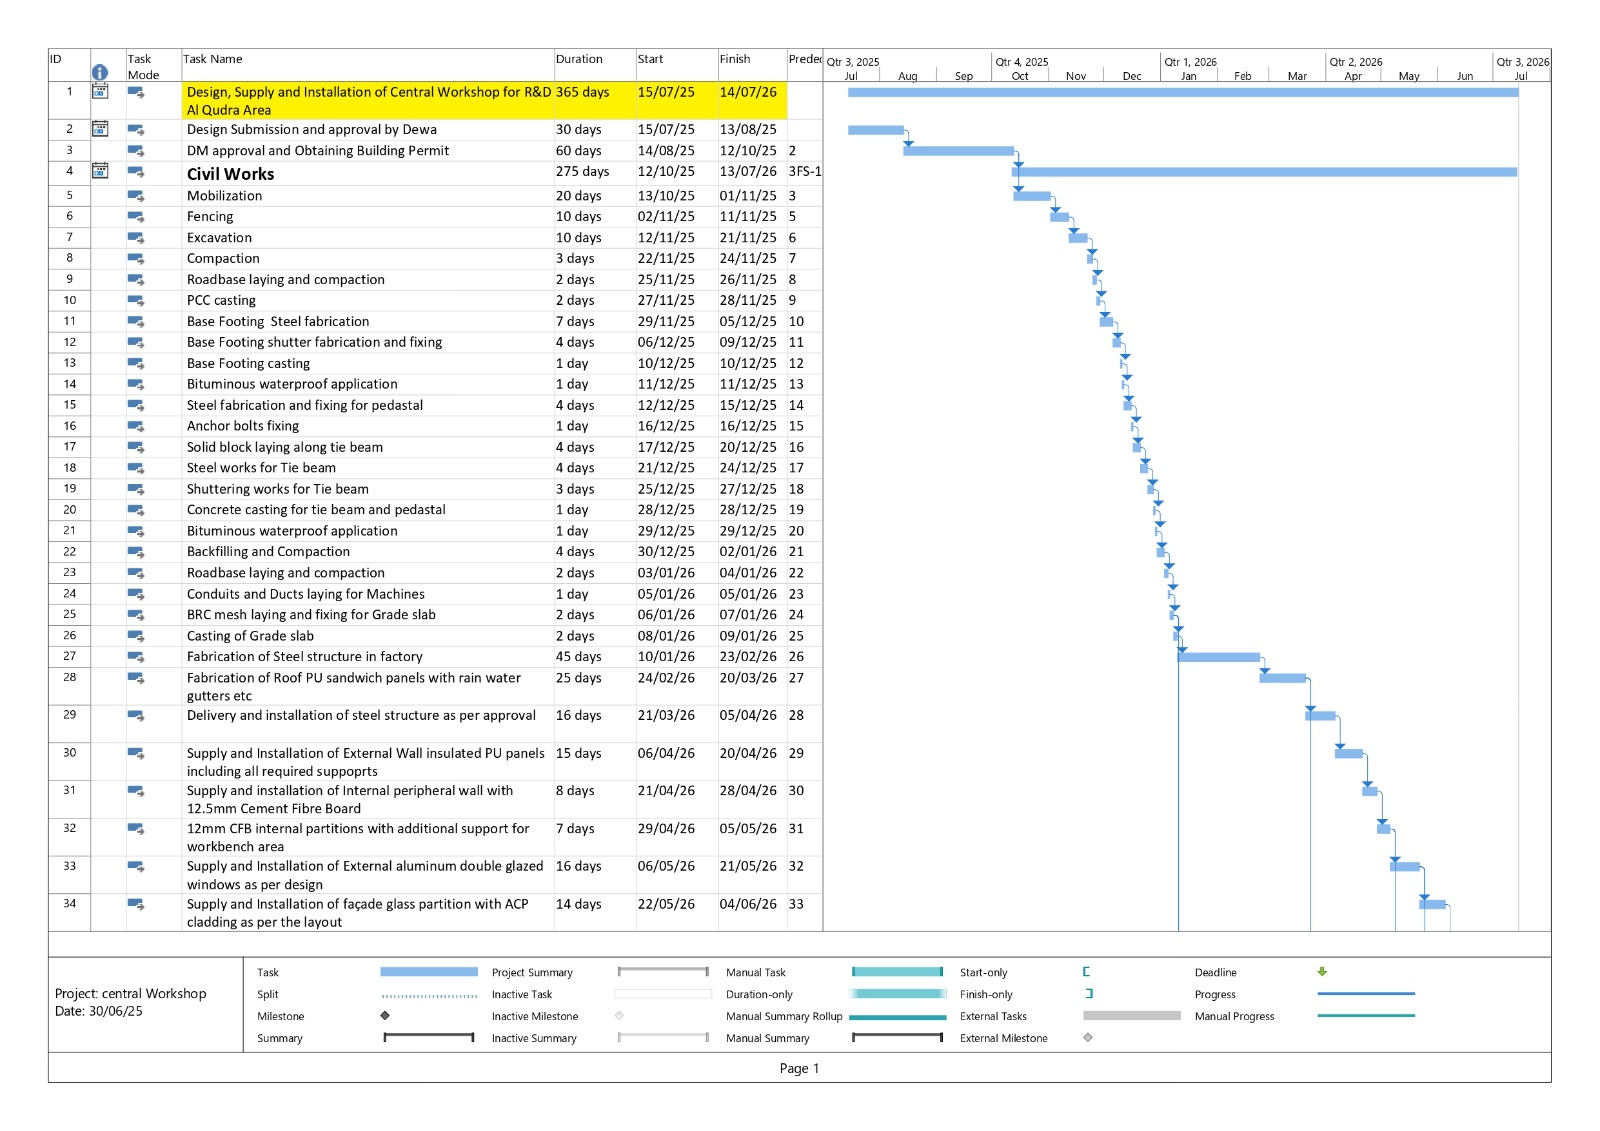 ID Task Mode Task Name Duration Start Finish Predec
Qtr 3, 2025 Qtr 4, 2025 Qtr 1, 2026 Qtr 2, 2026 Qtr 3, 2026
Jul Aug Sep Oct Nov Dec Jan Feb Mar Apr May Jun Jul
1 Design, Supply and Installation of Central Workshop for R&D 365 days 15/07/25 14/07/26
Al Qudra Area
2 Design Submission and approval by Dewa 30 days 15/07/25 13/08/25
3 DM approval and Obtaining Building Permit 60 days 14/08/25 12/10/25 2
4 Civil Works 275 days 12/10/25 13/07/26 3FS-1
5 Mobilization 20 days 13/10/25 01/11/25 3
6 Fencing 10 days 02/11/25 11/11/25 5
7 Excavation 10 days 12/11/25 21/11/25 6
8 Compaction 3 days 22/11/25 24/11/25 7
9 Roadbase laying and compaction 2 days 25/11/25 26/11/25 8
10 PCC casting 2 days 27/11/25 28/11/25 9
11 Base Footing  Steel fabrication 7 days 29/11/25 05/12/25 10
12 Base Footing shutter fabrication and fixing 4 days 06/12/25 09/12/25 11
13 Base Footing casting 1 day 10/12/25 10/12/25 12
14 Bituminous waterproof application 1 day 11/12/25 11/12/25 13
15 Steel fabrication and fixing for pedastal 4 days 12/12/25 15/12/25 14
16 Anchor bolts fixing 1 day 16/12/25 16/12/25 15
17 Solid block laying along tie beam 4 days 17/12/25 20/12/25 16
18 Steel works for Tie beam 4 days 21/12/25 24/12/25 17
19 Shuttering works for Tie beam 3 days 25/12/25 27/12/25 18
20 Concrete casting for tie beam and pedastal 1 day 28/12/25 28/12/25 19
21 Bituminous waterproof application 1 day 29/12/25 29/12/25 20
22 Backfilling and Compaction 4 days 30/12/25 02/01/26 21
23 Roadbase laying and compaction 2 days 03/01/26 04/01/26 22
24 Conduits and Ducts laying for Machines 1 day 05/01/26 05/01/26 23
25 BRC mesh laying and fixing for Grade slab 2 days 06/01/26 07/01/26 24
26 Casting of Grade slab 2 days 08/01/26 09/01/26 25
27 Fabrication of Steel structure in factory 45 days 10/01/26 23/02/26 26
28 Fabrication of Roof PU sandwich panels with rain water 25 days 24/02/26 20/03/26 27
gutters etc
29 Delivery and installation of steel structure as per approval 16 days 21/03/26 05/04/26 28
30 Supply and Installation of External Wall insulated PU panels 15 days 06/04/26 20/04/26 29
including all required suppoprts
31 Supply and installation of Internal peripheral wall with 8 days 21/04/26 28/04/26 30
12.5mm Cement Fibre Board
32 12mm CFB internal partitions with additional support for 7 days 29/04/26 05/05/26 31
workbench area
33 Supply and Installation of External aluminum double glazed 16 days 06/05/26 21/05/26 32
windows as per design
34 Supply and Installation of façade glass partition with ACP 14 days 22/05/26 04/06/26 33
cladding as per the layout
Project: central Workshop
Date: 30/06/25
Task Project Summary Manual Task Start-only Deadline
Split Inactive Task Duration-only Finish-only Progress
Milestone Inactive Milestone Manual Summary Rollup External Tasks Manual Progress
Summary Inactive Summary Manual Summary External Milestone
Page 1